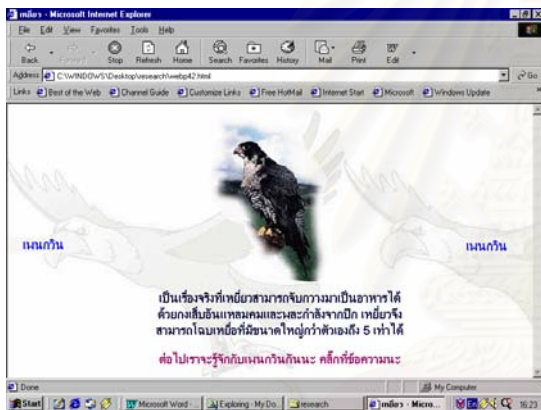 เหยี่ยว - Microsoft Internet Explorer
File Edit View Favorites Tools Help
Back Forward Stop Refresh Home Search Favorites History Mail Print Edit
Address C:\WINDOWS\Desktop\research\webp42.html Go
Links Best of the Web Channel Guide Customize Links Free HotMail Internet Start Microsoft Windows Update
เพนกวิน เพนกวิน
เป็นเรื่องจริงที่เหยี่ยวสามารถจับกวางมาเป็นอาหารได้
ด้วยกงเล็บอันแหลมคมและพละกำลังจากปีก เหยี่ยวจึง
สามารถโฉบเหยื่อที่มีขนาดใหญ่กว่าตัวเองถึง 5 เท่าได้
ต่อไปเราจะรู้จักกับเพนกวินกันนะ คลิ๊กที่ข้อความนะ
Done My Computer
Start Microsoft Word - ... Exploring - My Do... research เหยี่ยว - Micro... EN 16:23